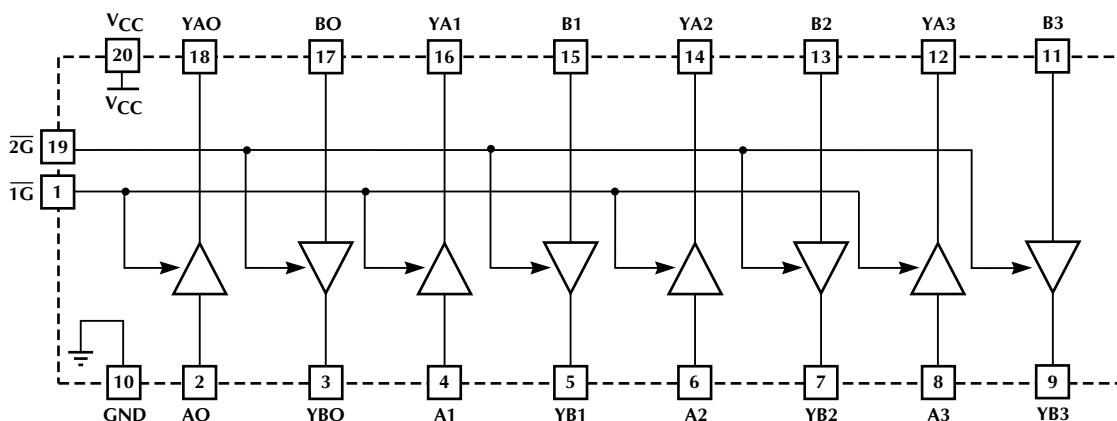 VCC YAO BO YA1 B1 YA2 B2 YA3 B3
20 18 17 16 15 14 13 12 11
VCC
2G 19
1G 1
10 2 3 4 5 6 7 8 9
GND AO YBO A1 YB1 A2 YB2 A3 YB3